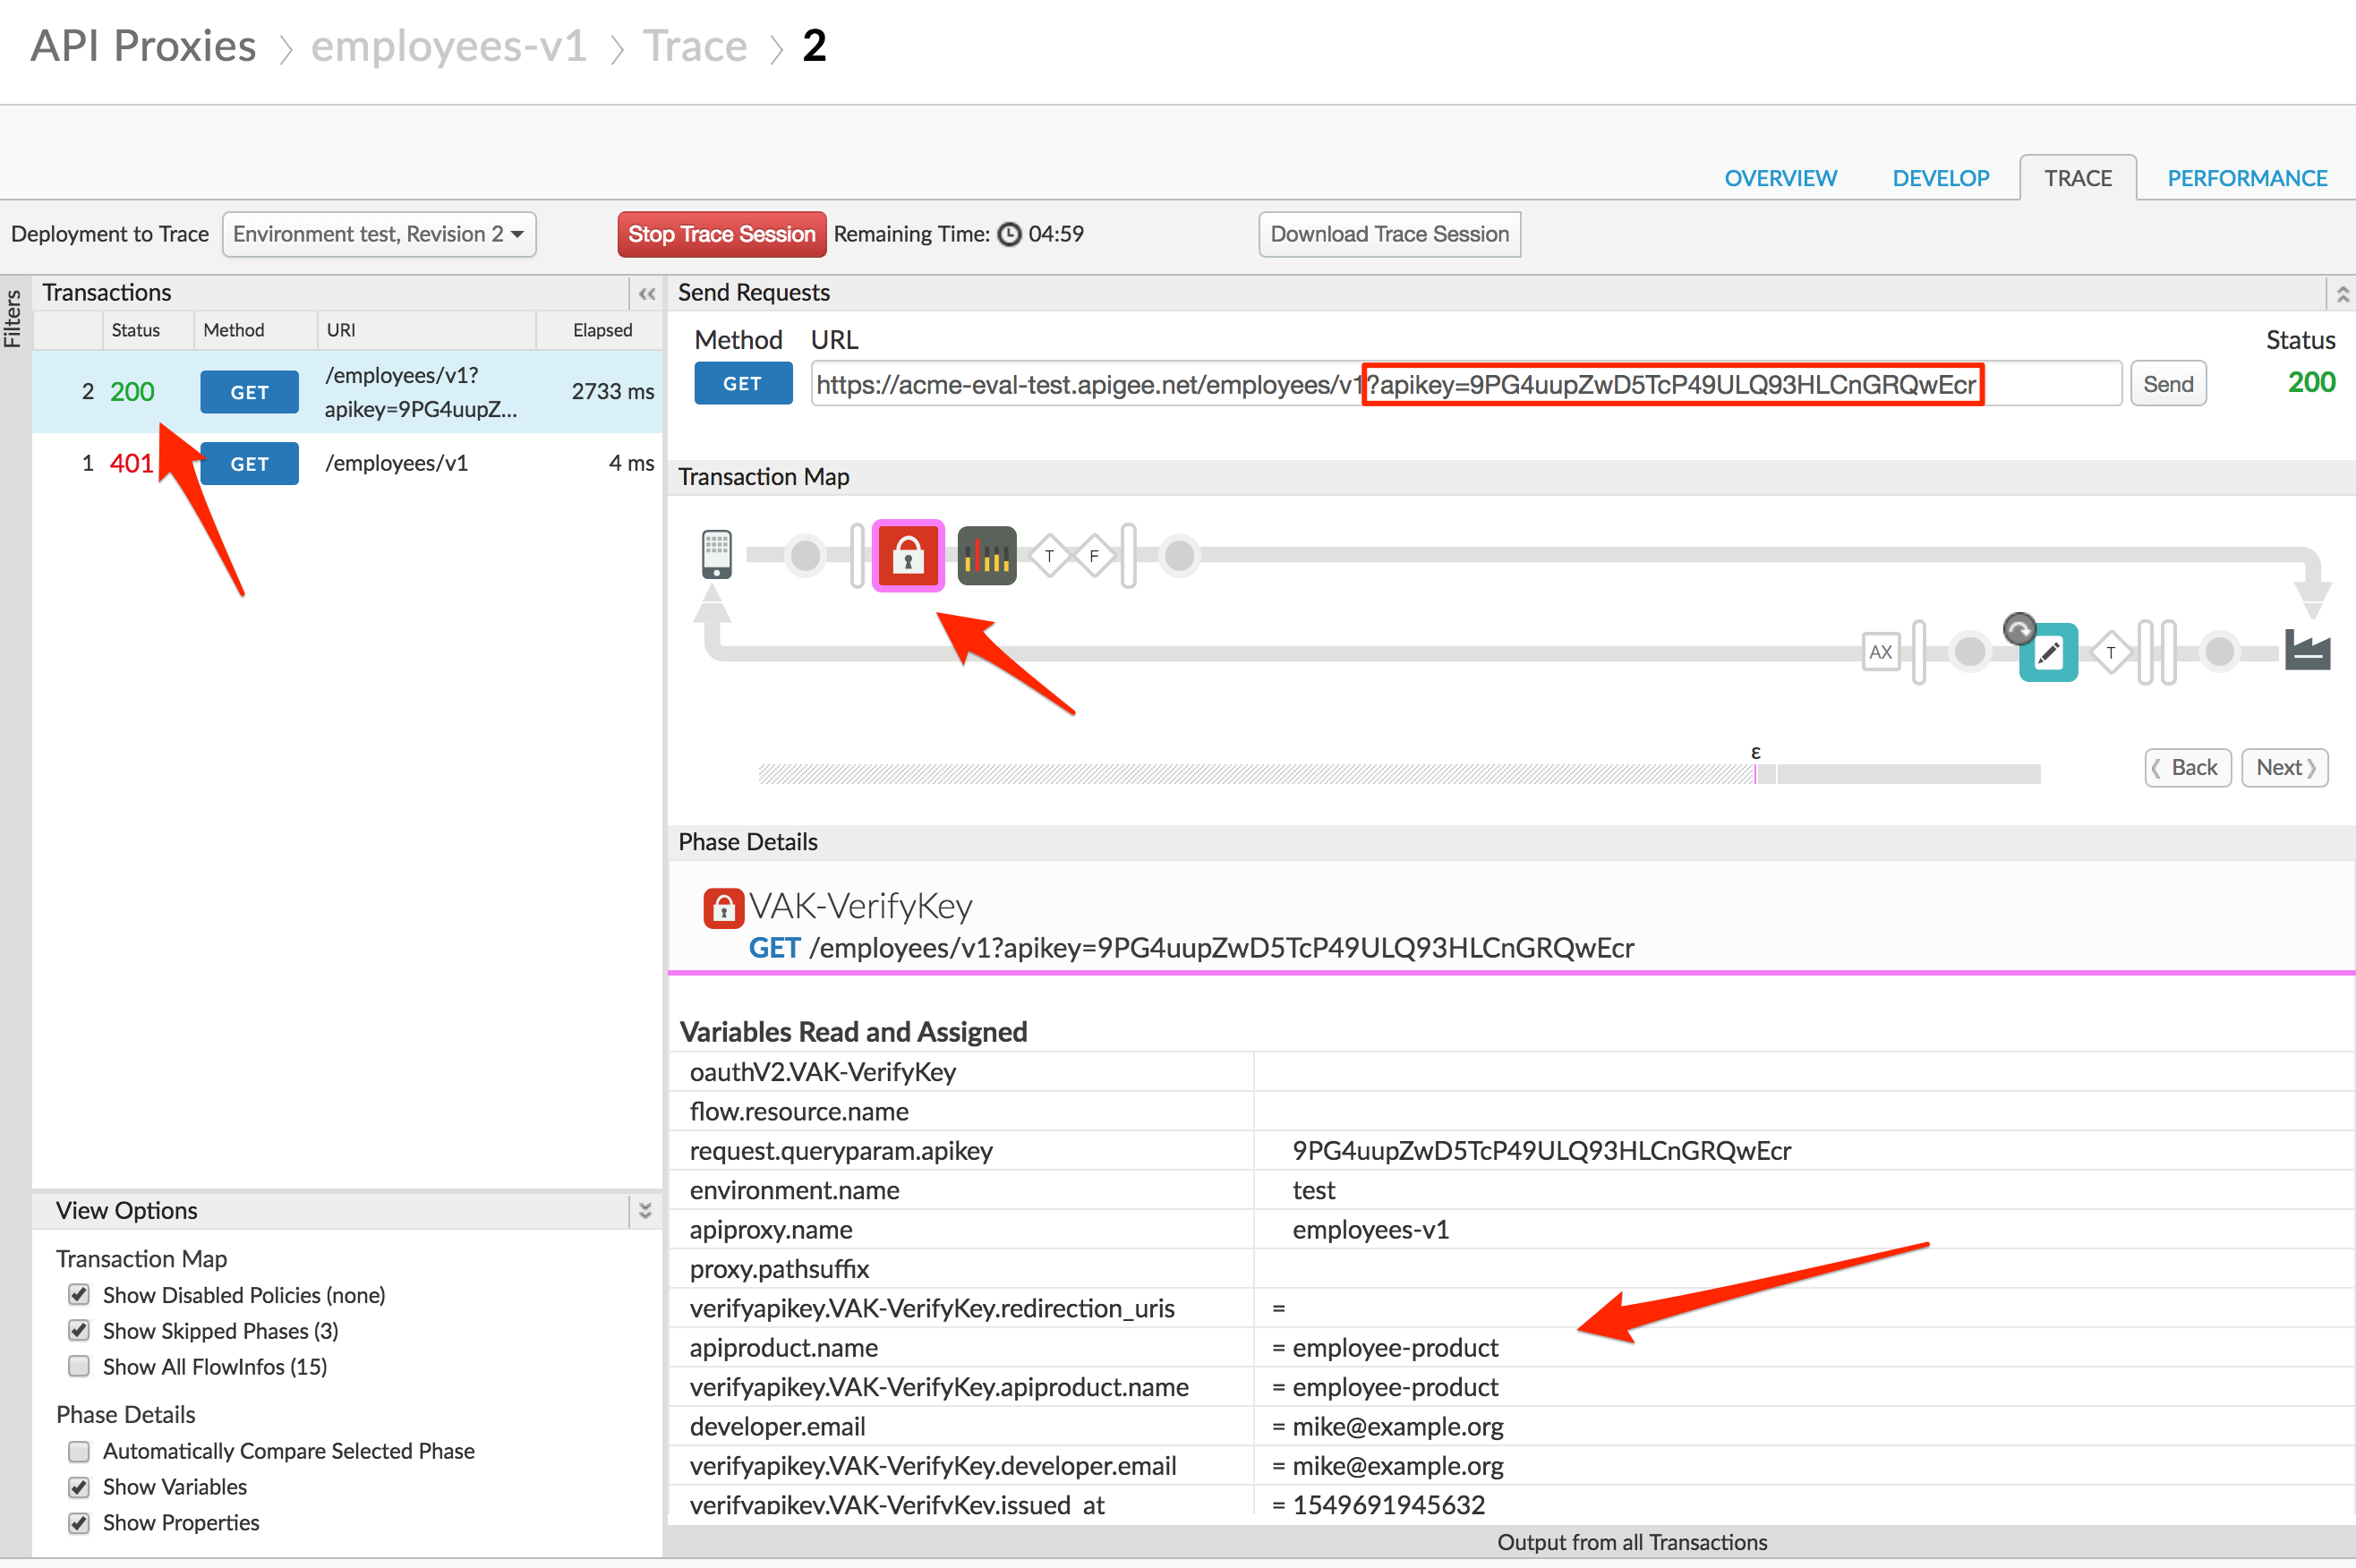 API Proxies > employees-v1 > Trace > 2
OVERVIEW DEVELOP TRACE PERFORMANCE
Deployment to Trace Environment test, Revision 2 Stop Trace Session Remaining Time: 04:59 Download Trace Session
Filters
Transactions
Status Method URI Elapsed
2 200 GET /employees/v1? 2733 ms
apikey=9PG4uupZ...
1 401 GET /employees/v1 4 ms
Send Requests
Method URL Status
GET https://acme-eval-test.apigee.net/employees/v1?apikey=9PG4uupZwD5TcP49ULQ93HLCnGRQwEcr Send 200
Transaction Map
T F
AX T
ε
Back Next
Phase Details
VAK-VerifyKey
GET /employees/v1?apikey=9PG4uupZwD5TcP49ULQ93HLCnGRQwEcr
Variables Read and Assigned
oauthV2.VAK-VerifyKey
flow.resource.name
request.queryparam.apikey 9PG4uupZwD5TcP49ULQ93HLCnGRQwEcr
environment.name test
apiproxy.name employees-v1
proxy.pathsuffix
verifyapikey.VAK-VerifyKey.redirection_uris =
apiproduct.name = employee-product
verifyapikey.VAK-VerifyKey.apiproduct.name = employee-product
developer.email = mike@example.org
verifyapikey.VAK-VerifyKey.developer.email = mike@example.org
verifyapikey.VAK-VerifyKey.issued_at = 1549691945632
Output from all Transactions
View Options
Transaction Map
Show Disabled Policies (none)
Show Skipped Phases (3)
Show All FlowInfos (15)
Phase Details
Automatically Compare Selected Phase
Show Variables
Show Properties